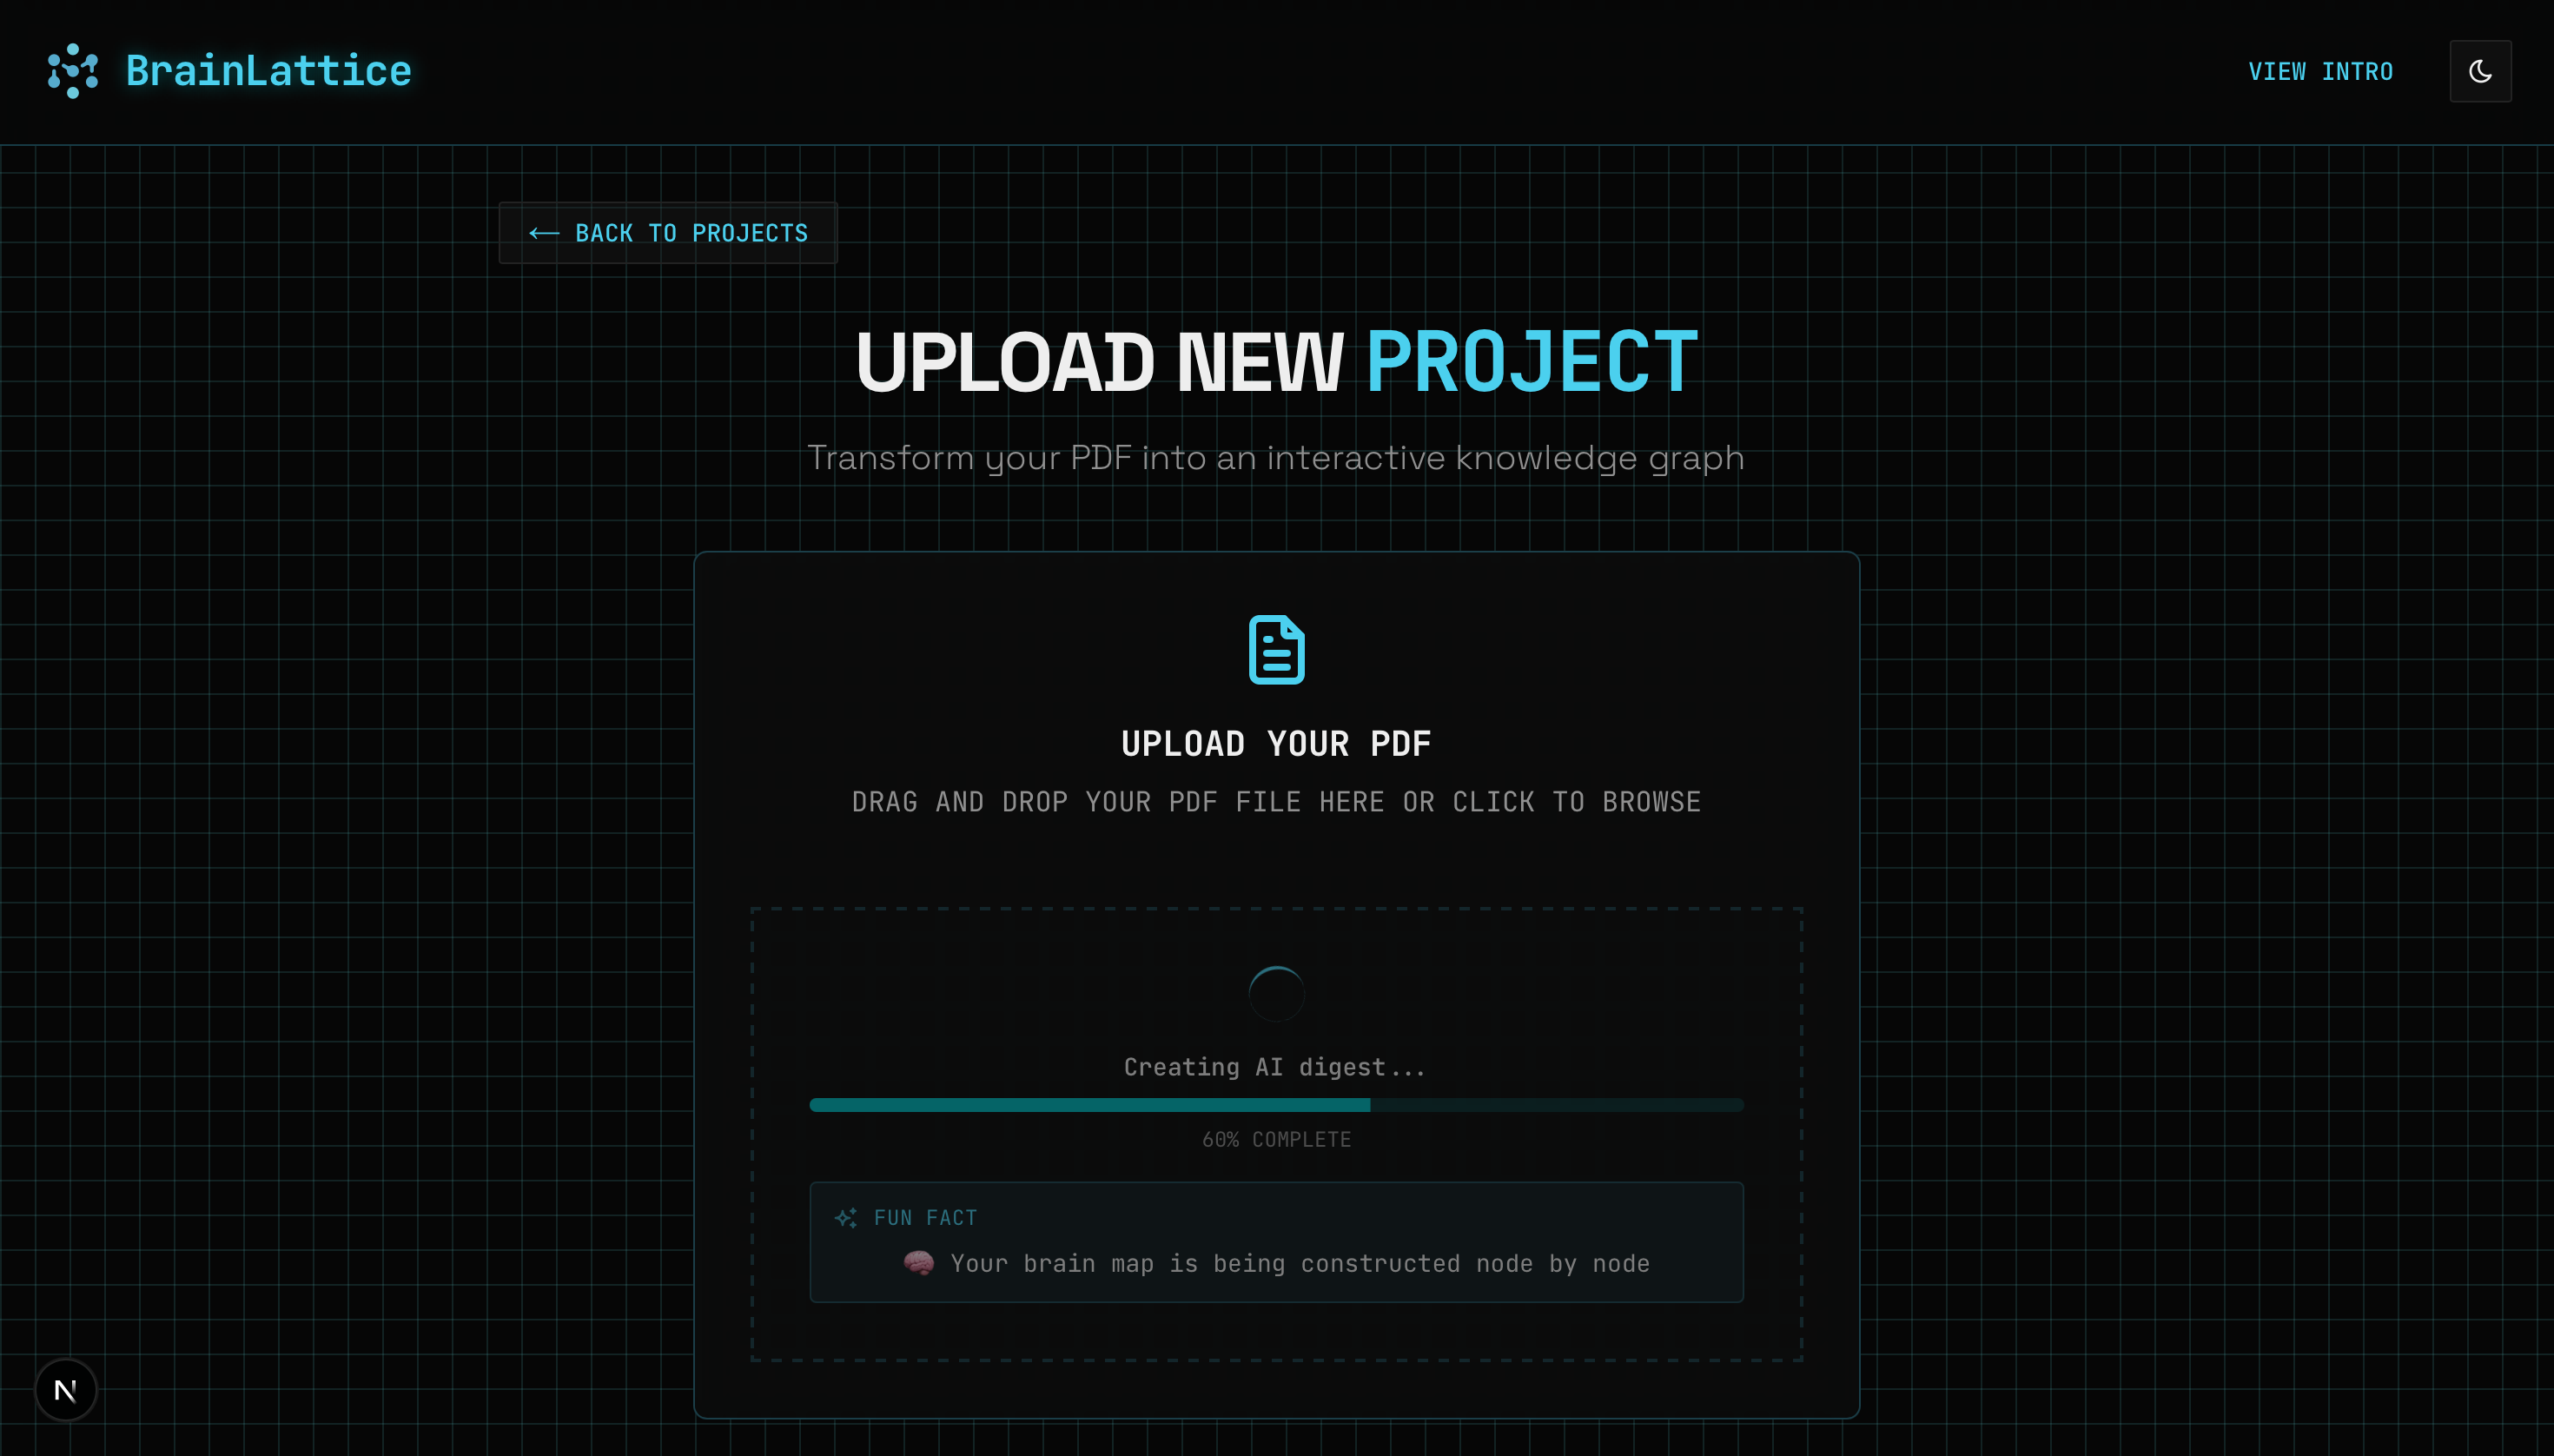 BrainLattice
VIEW INTRO
← BACK TO PROJECTS
UPLOAD NEW PROJECT
Transform your PDF into an interactive knowledge graph
UPLOAD YOUR PDF
DRAG AND DROP YOUR PDF FILE HERE OR CLICK TO BROWSE
Creating AI digest...
60% COMPLETE
FUN FACT
🧠 Your brain map is being constructed node by node
N